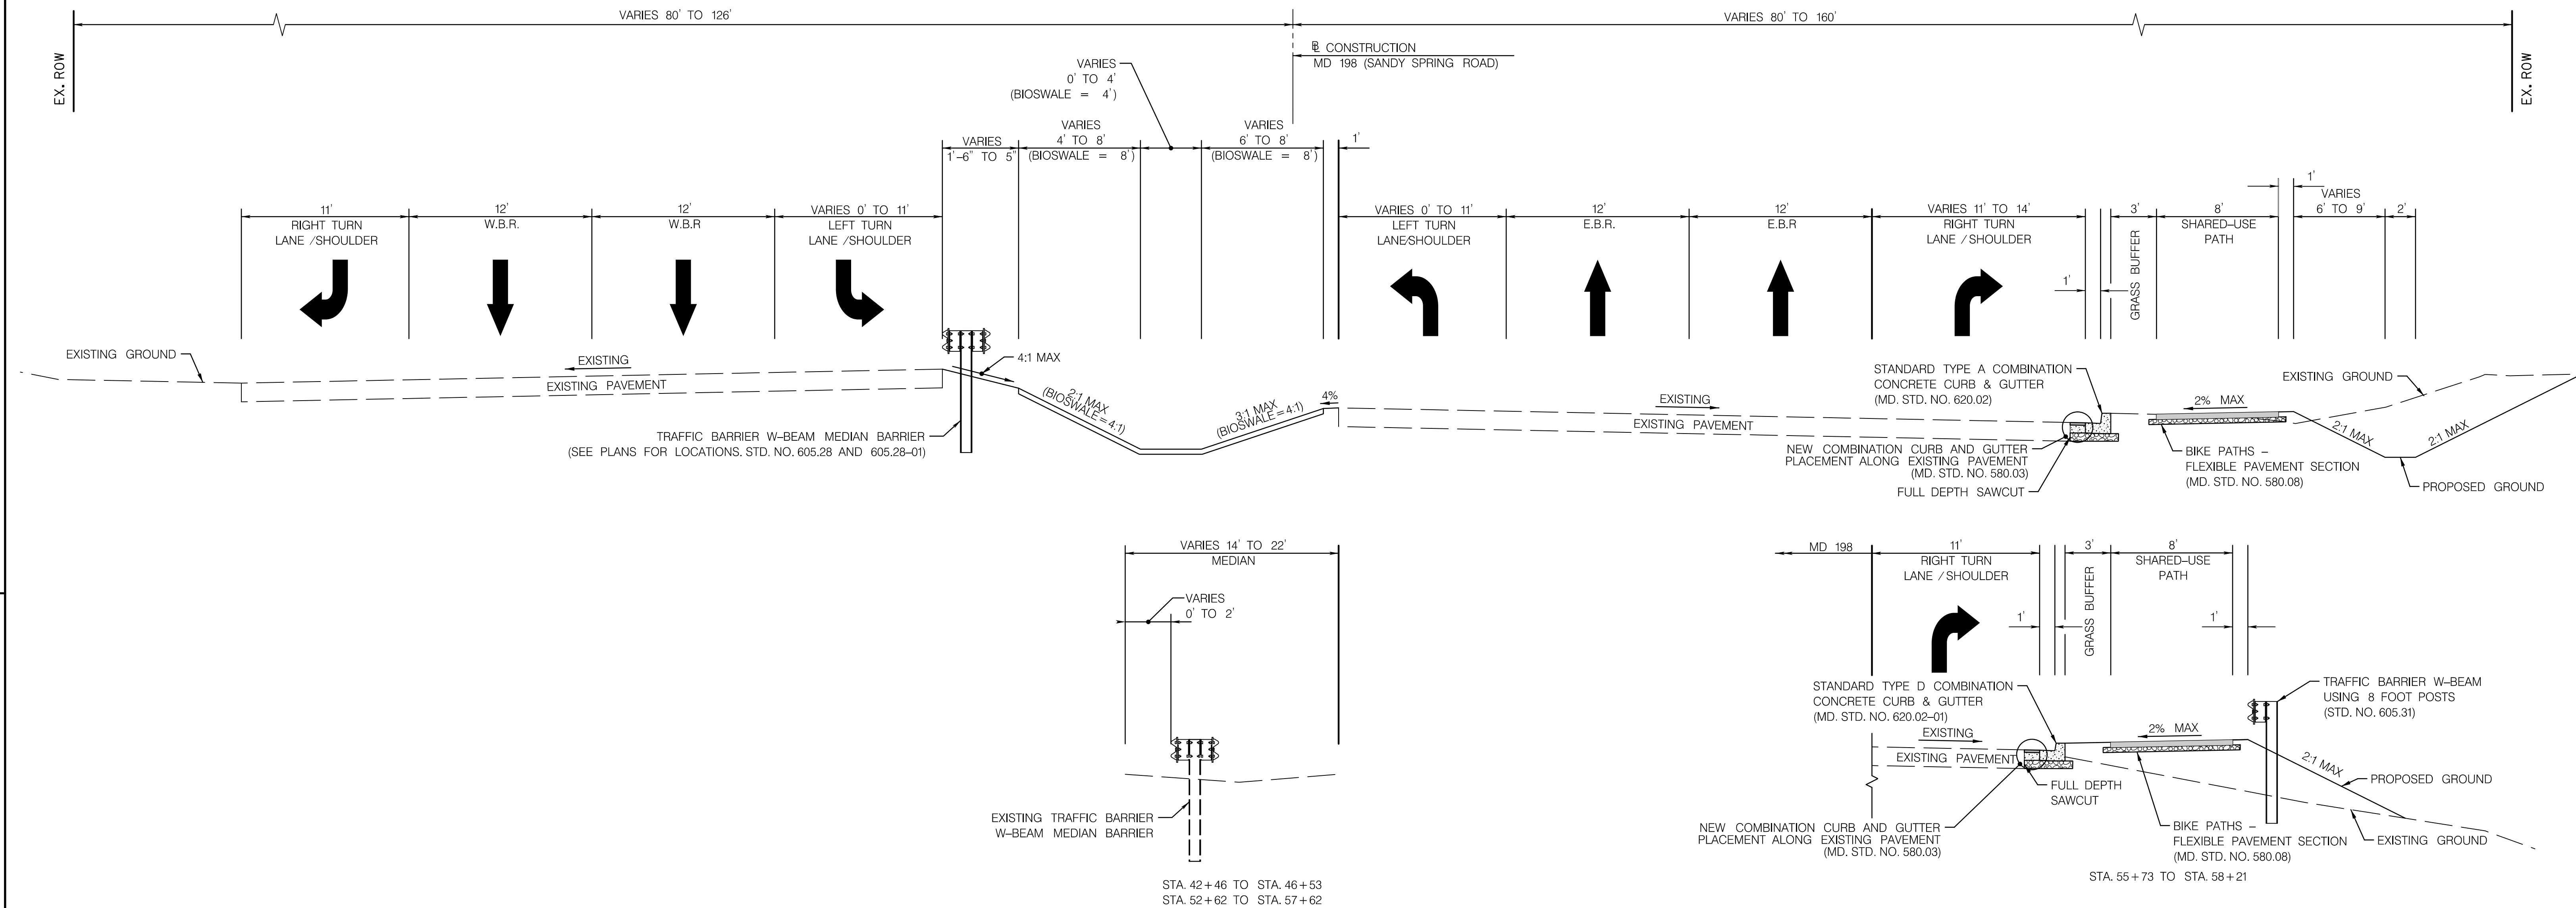 VARIES 80' TO 126'
VARIES 80' TO 160'
EX. ROW
EX. ROW
℄ CONSTRUCTION
MD 198 (SANDY SPRING ROAD)
VARIES
0' TO 4'
(BIOSWALE = 4')
VARIES
1'-6" TO 5"
VARIES
4' TO 8'
(BIOSWALE = 8')
VARIES
6' TO 8'
(BIOSWALE = 8')
1'
11'
RIGHT TURN
LANE /SHOULDER
12'
W.B.R.
12'
W.B.R
VARIES 0' TO 11'
LEFT TURN
LANE /SHOULDER
VARIES 0' TO 11'
LEFT TURN
LANE/SHOULDER
12'
E.B.R.
12'
E.B.R
VARIES 11' TO 14'
RIGHT TURN
LANE /SHOULDER
1'
3'
GRASS BUFFER
8'
SHARED-USE
PATH
1'
VARIES
6' TO 9'
2'
EXISTING GROUND
EXISTING
EXISTING PAVEMENT
4:1 MAX
2:1 MAX
(BIOSWALE=4:1)
3:1 MAX
(BIOSWALE=4:1)
4%
EXISTING
EXISTING PAVEMENT
TRAFFIC BARRIER W-BEAM MEDIAN BARRIER
(SEE PLANS FOR LOCATIONS. STD. NO. 605.28 AND 605.28-01)
STANDARD TYPE A COMBINATION
CONCRETE CURB & GUTTER
(MD. STD. NO. 620.02)
2% MAX
EXISTING GROUND
2:1 MAX
2:1 MAX
NEW COMBINATION CURB AND GUTTER
PLACEMENT ALONG EXISTING PAVEMENT
(MD. STD. NO. 580.03)
FULL DEPTH SAWCUT
BIKE PATHS -
FLEXIBLE PAVEMENT SECTION
(MD. STD. NO. 580.08)
PROPOSED GROUND
VARIES 14' TO 22'
MEDIAN
VARIES
0' TO 2'
EXISTING TRAFFIC BARRIER
W-BEAM MEDIAN BARRIER
STA. 42+46 TO STA. 46+53
STA. 52+62 TO STA. 57+62
MD 198
11'
RIGHT TURN
LANE /SHOULDER
1'
3'
GRASS BUFFER
8'
SHARED-USE
PATH
1'
STANDARD TYPE D COMBINATION
CONCRETE CURB & GUTTER
(MD. STD. NO. 620.02-01)
EXISTING
EXISTING PAVEMENT
2% MAX
TRAFFIC BARRIER W-BEAM
USING 8 FOOT POSTS
(STD. NO. 605.31)
2:1 MAX
PROPOSED GROUND
FULL DEPTH
SAWCUT
NEW COMBINATION CURB AND GUTTER
PLACEMENT ALONG EXISTING PAVEMENT
(MD. STD. NO. 580.03)
BIKE PATHS -
FLEXIBLE PAVEMENT SECTION
(MD. STD. NO. 580.08)
EXISTING GROUND
STA. 55+73 TO STA. 58+21